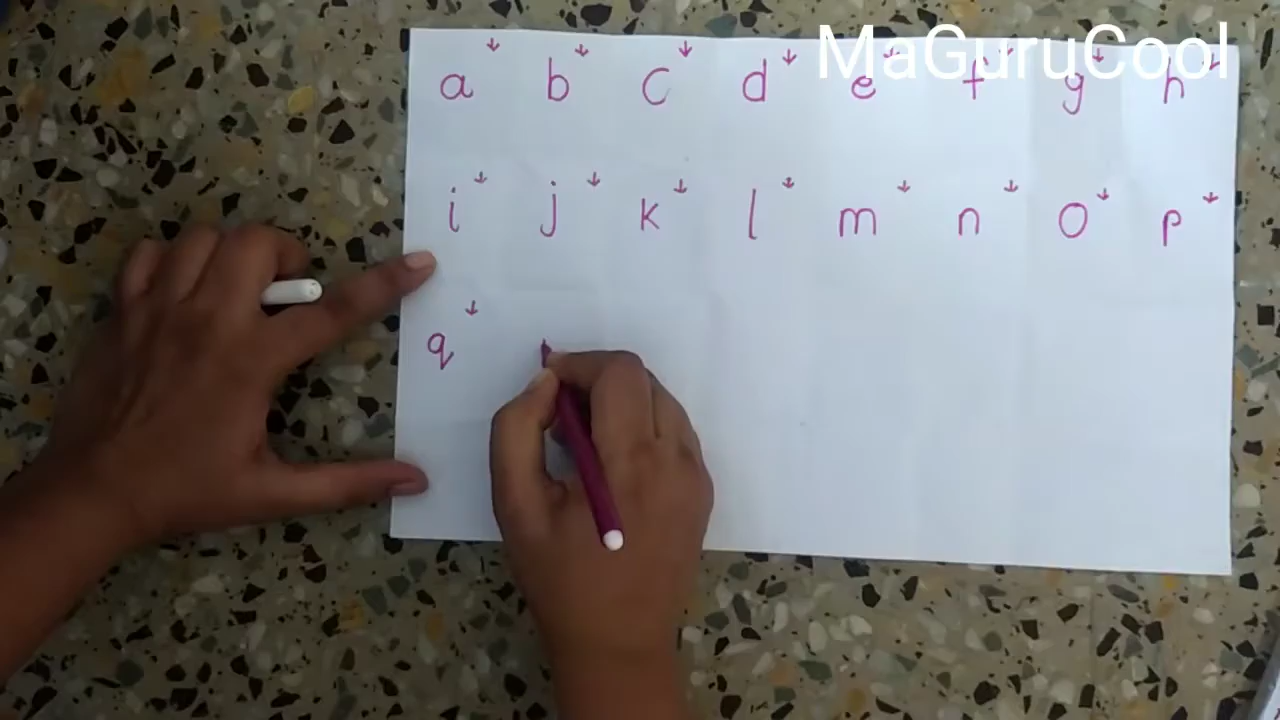 MaGuruCool
a↓ b↓ c↓ d↓ e↓ f↓ g↓ h↓
i↓ j↓ k↓ l↓ m↓ n↓ o↓ p↓
q↓